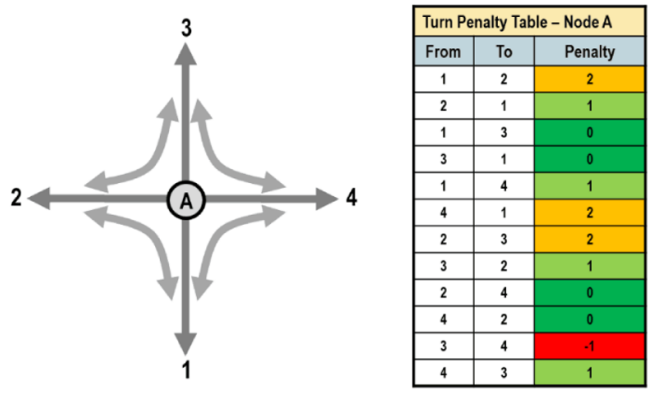 3
2
A
4
1
Turn Penalty Table – Node A
From To Penalty
1 2 2
2 1 1
1 3 0
3 1 0
1 4 1
4 1 2
2 3 2
3 2 1
2 4 0
4 2 0
3 4 -1
4 3 1